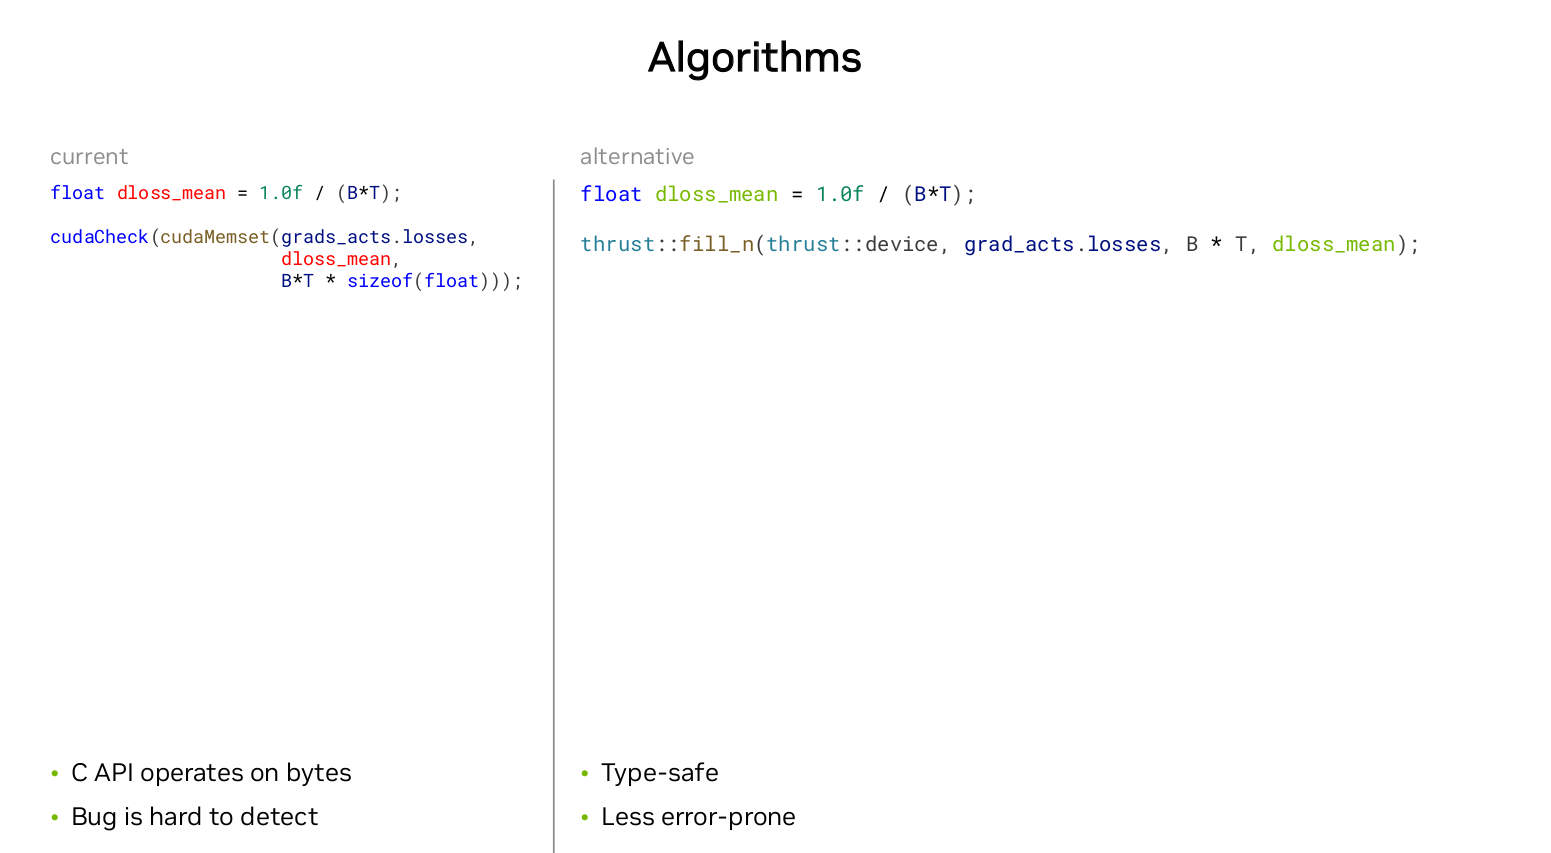 Algorithms
current
float dloss_mean = 1.0f / (B*T);
cudaCheck(cudaMemset(grads_acts.losses,
dloss_mean,
B*T * sizeof(float)));
• C API operates on bytes
• Bug is hard to detect
alternative
float dloss_mean = 1.0f / (B*T);
thrust::fill_n(thrust::device, grad_acts.losses, B * T, dloss_mean);
• Type-safe
• Less error-prone